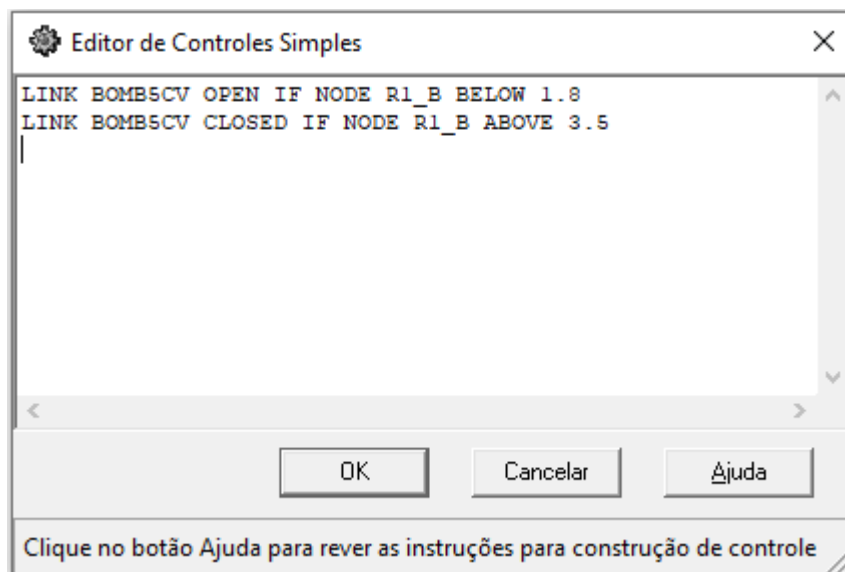 Editor de Controles Simples
LINK BOMB5CV OPEN IF NODE R1_B BELOW 1.8
LINK BOMB5CV CLOSED IF NODE R1_B ABOVE 3.5
OK Cancelar Ajuda
Clique no botão Ajuda para rever as instruções para construção de controle